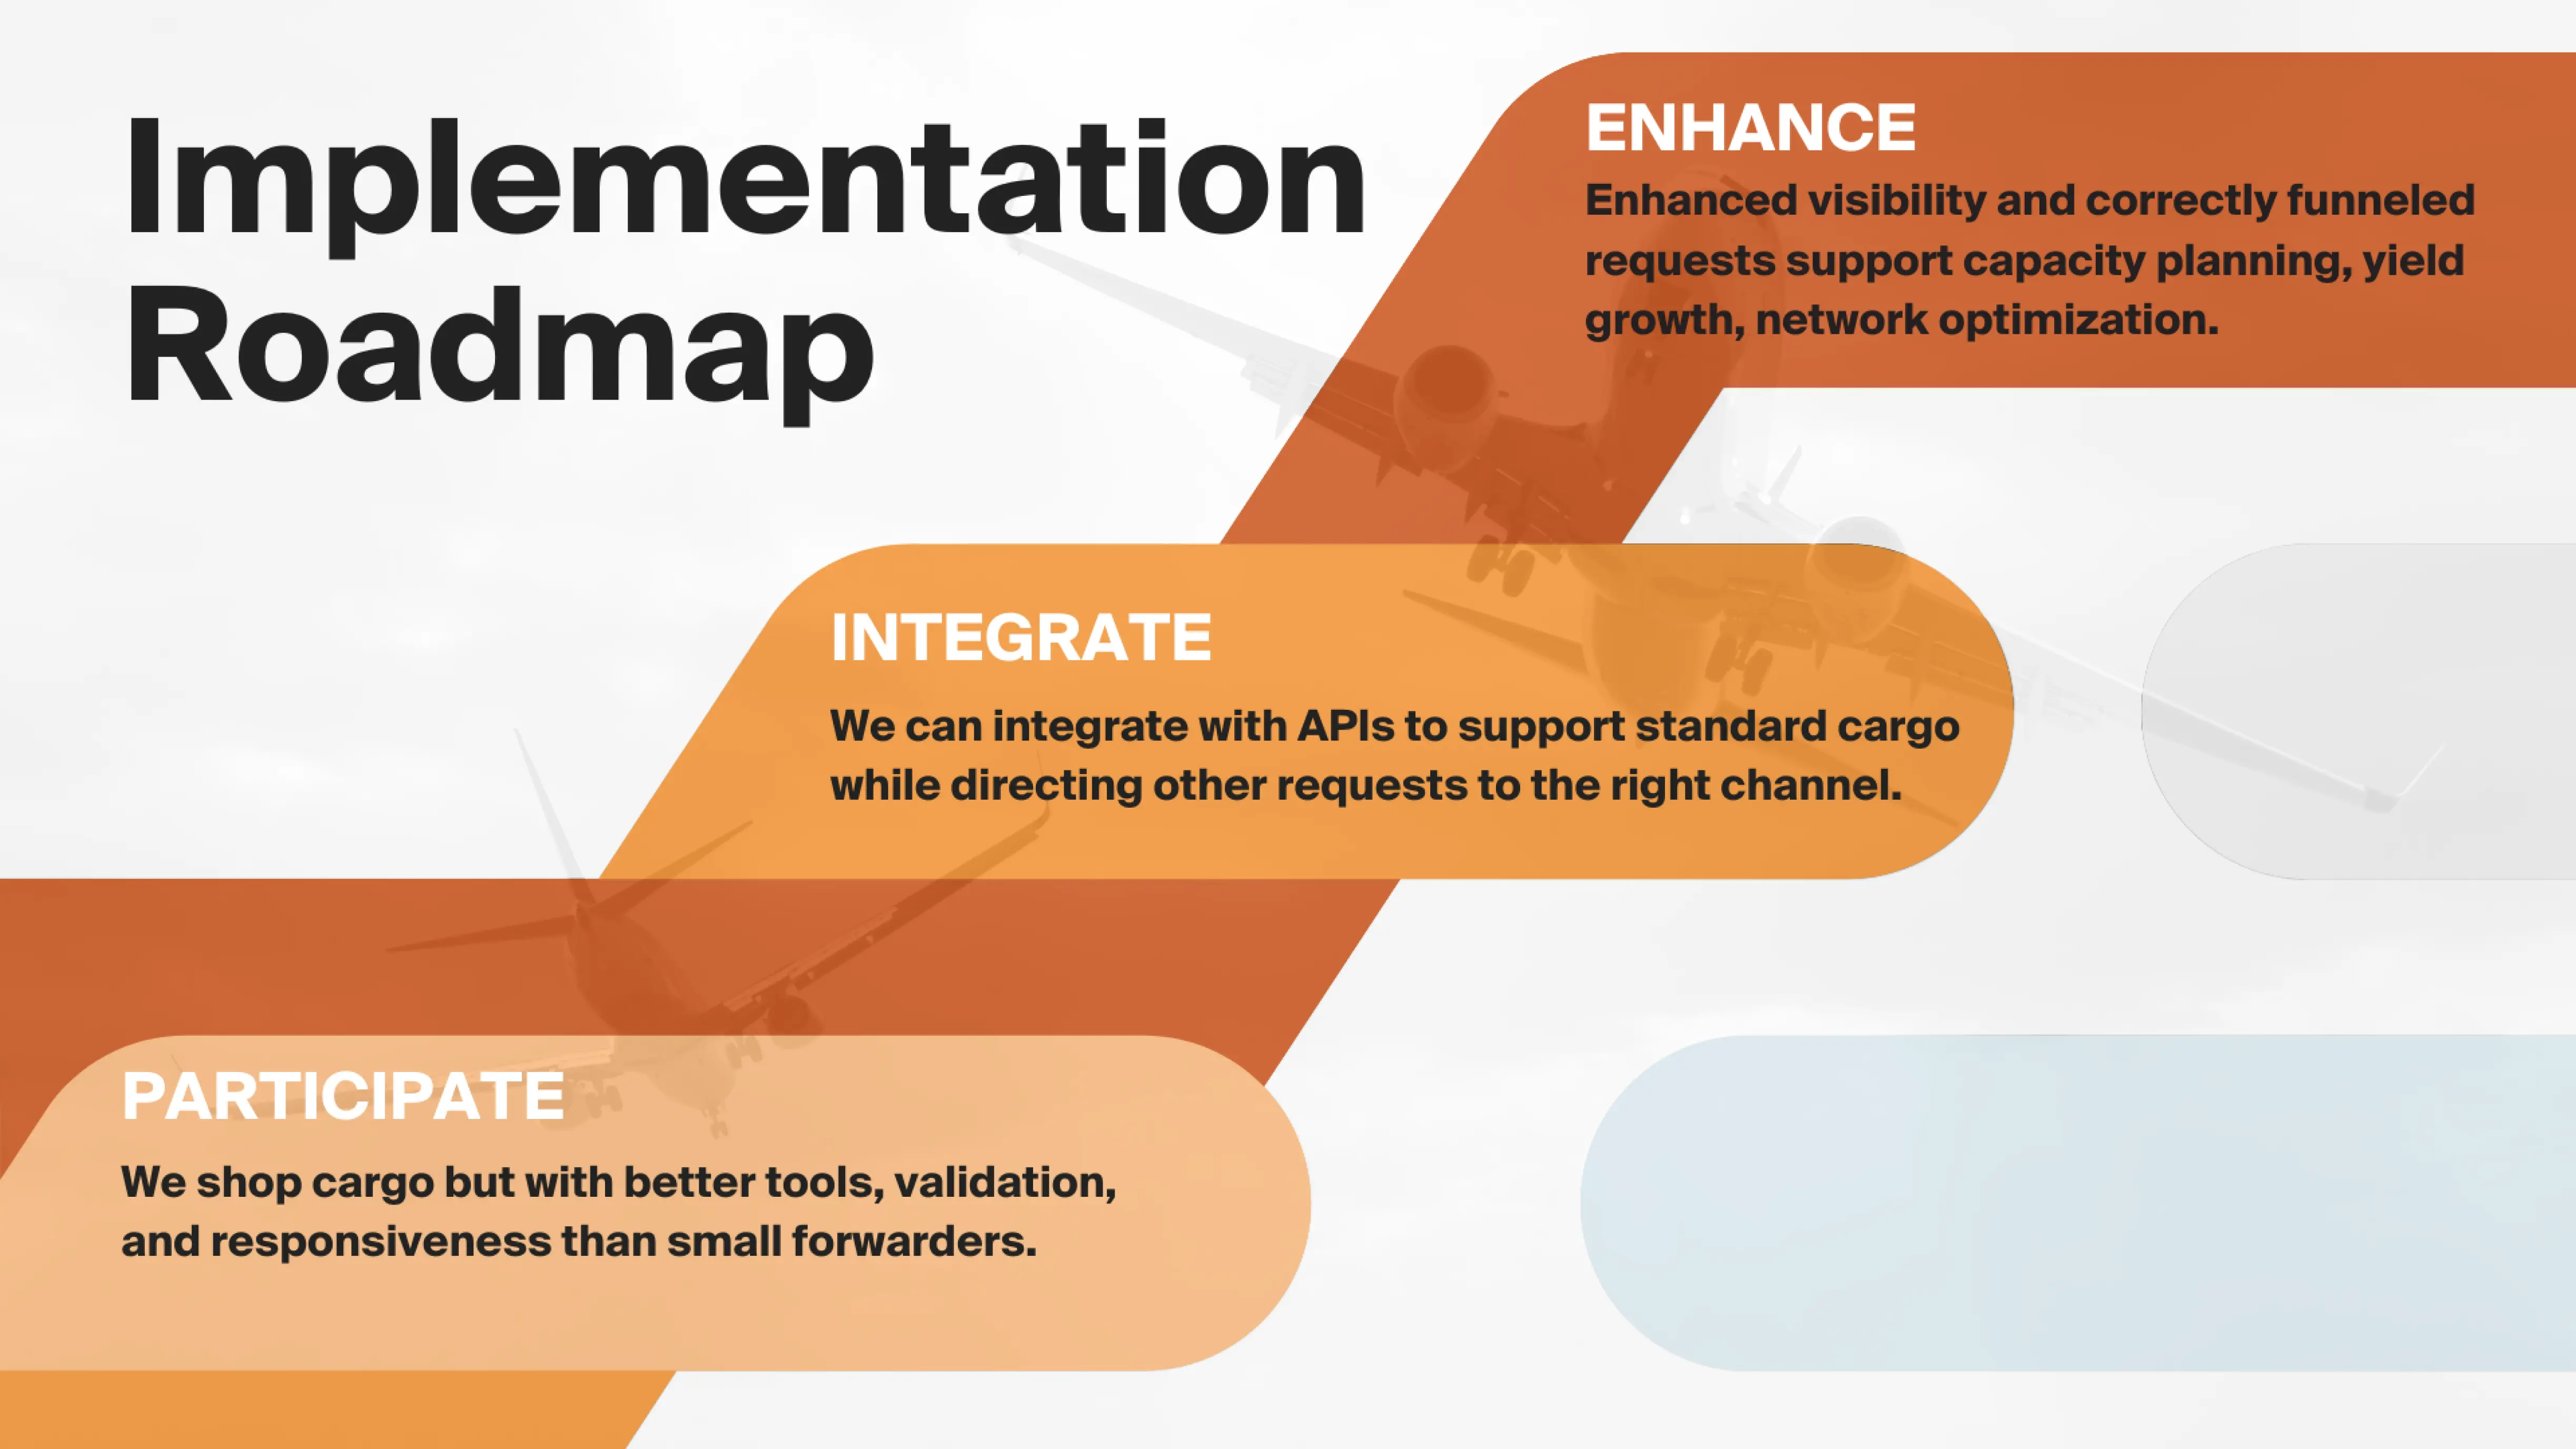 Implementation
Roadmap
ENHANCE
Enhanced visibility and correctly funneled
requests support capacity planning, yield
growth, network optimization.
INTEGRATE
We can integrate with APIs to support standard cargo
while directing other requests to the right channel.
PARTICIPATE
We shop cargo but with better tools, validation,
and responsiveness than small forwarders.